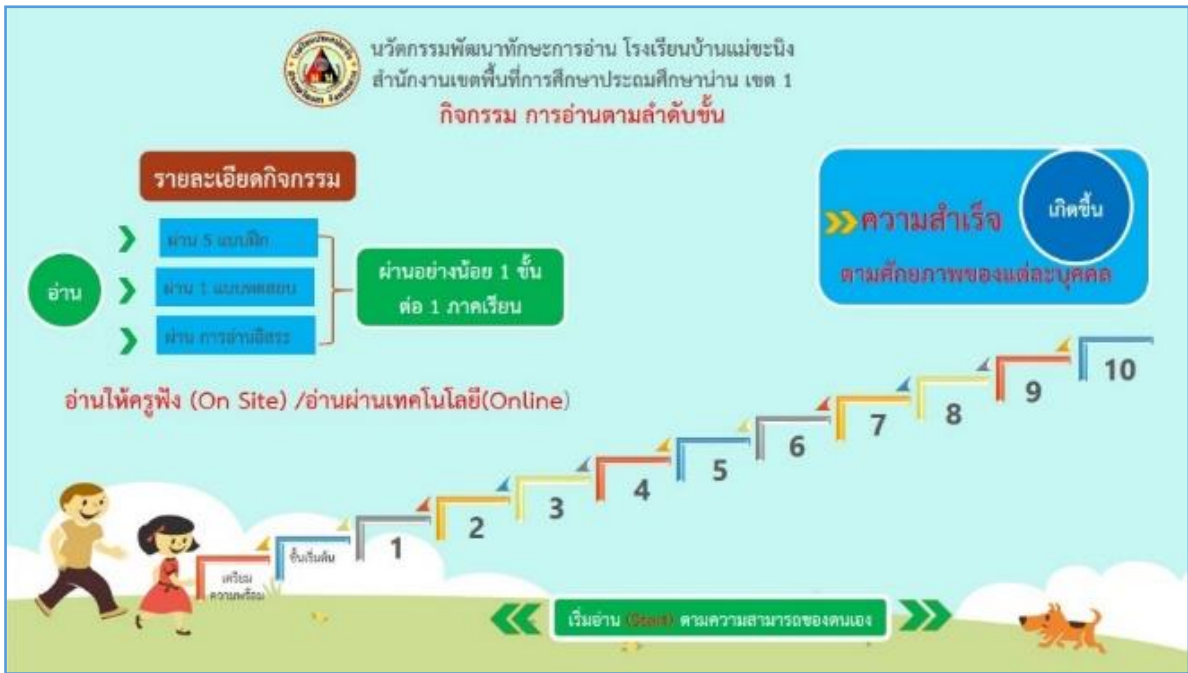 นวัตกรรมพัฒนาทักษะการอ่าน โรงเรียนบ้านแม่ขะนิง
สำนักงานเขตพื้นที่การศึกษาประถมศึกษาน่าน เขต 1
กิจกรรม การอ่านตามลำดับขั้น
รายละเอียดกิจกรรม
อ่าน
ผ่าน 5 แบบฝึก
ผ่าน 1 แบบทดสอบ
ผ่าน การอ่านอิสระ
ผ่านอย่างน้อย 1 ขั้น
ต่อ 1 ภาคเรียน
ความสำเร็จ
เกิดขึ้น
ตามศักยภาพของแต่ละบุคคล
อ่านให้ครูฟัง (On Site) /อ่านผ่านเทคโนโลยี(Online)
เตรียม
ความพร้อม
ขั้นเริ่มต้น
1
2
3
4
5
6
7
8
9
10
เริ่มอ่าน (Start) ตามความสามารถของตนเอง